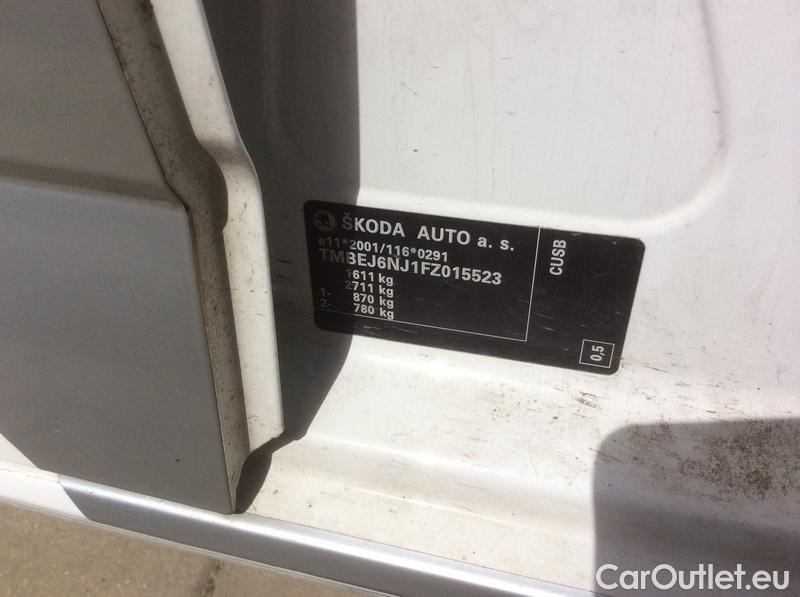 ŠKODA AUTO a. s.
e11*2001/116*0291
TMBEJ6NJ1FZ015523
1611 kg
2711 kg
1- 870 kg
2- 780 kg
CUSB
0,5
CarOutlet.eu